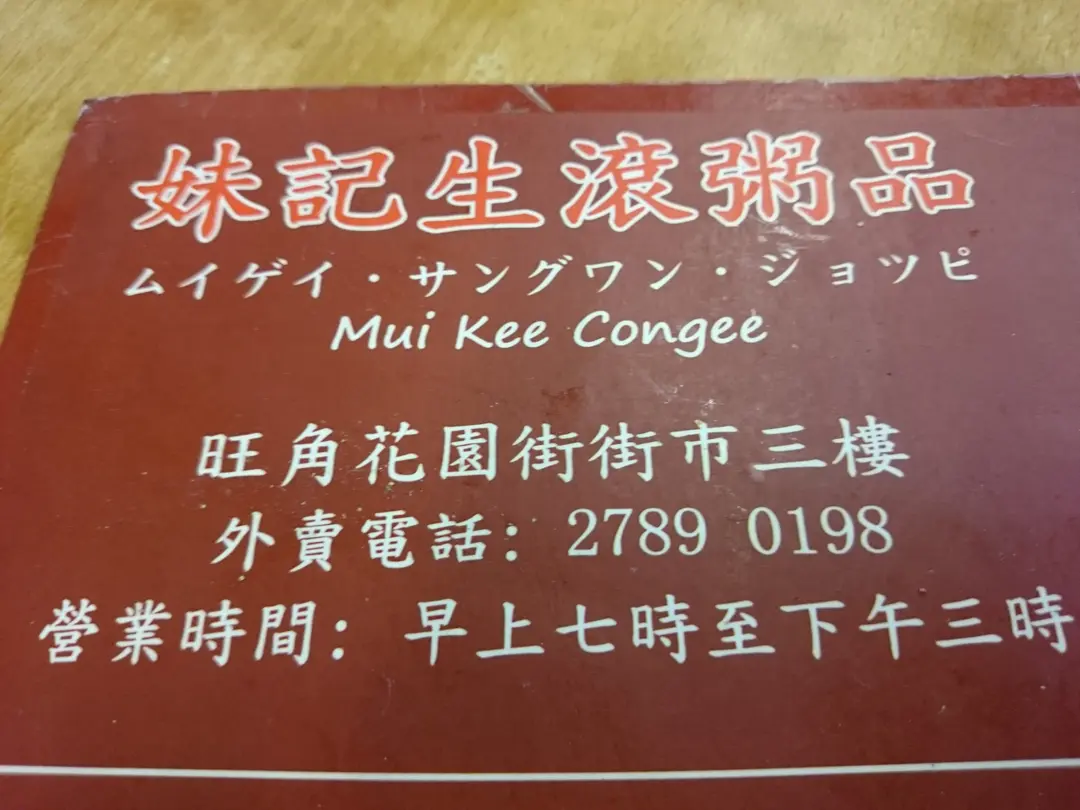 妹記生滾粥品
ムイゲイ・サングワン・ジョツピ
Mui Kee Congee
旺角花園街街市三樓
外賣電話: 2789 0198
營業時間: 早上七時至下午三時